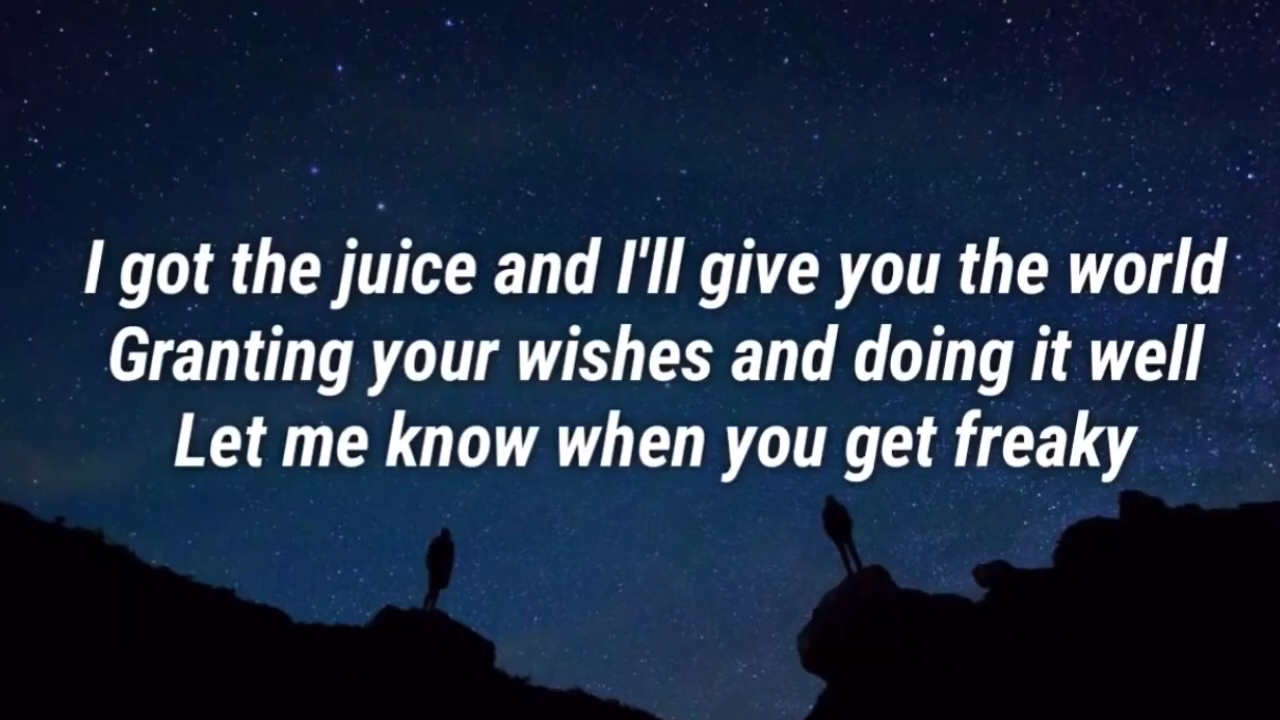 I got the juice and I'll give you the world
Granting your wishes and doing it well
Let me know when you get freaky